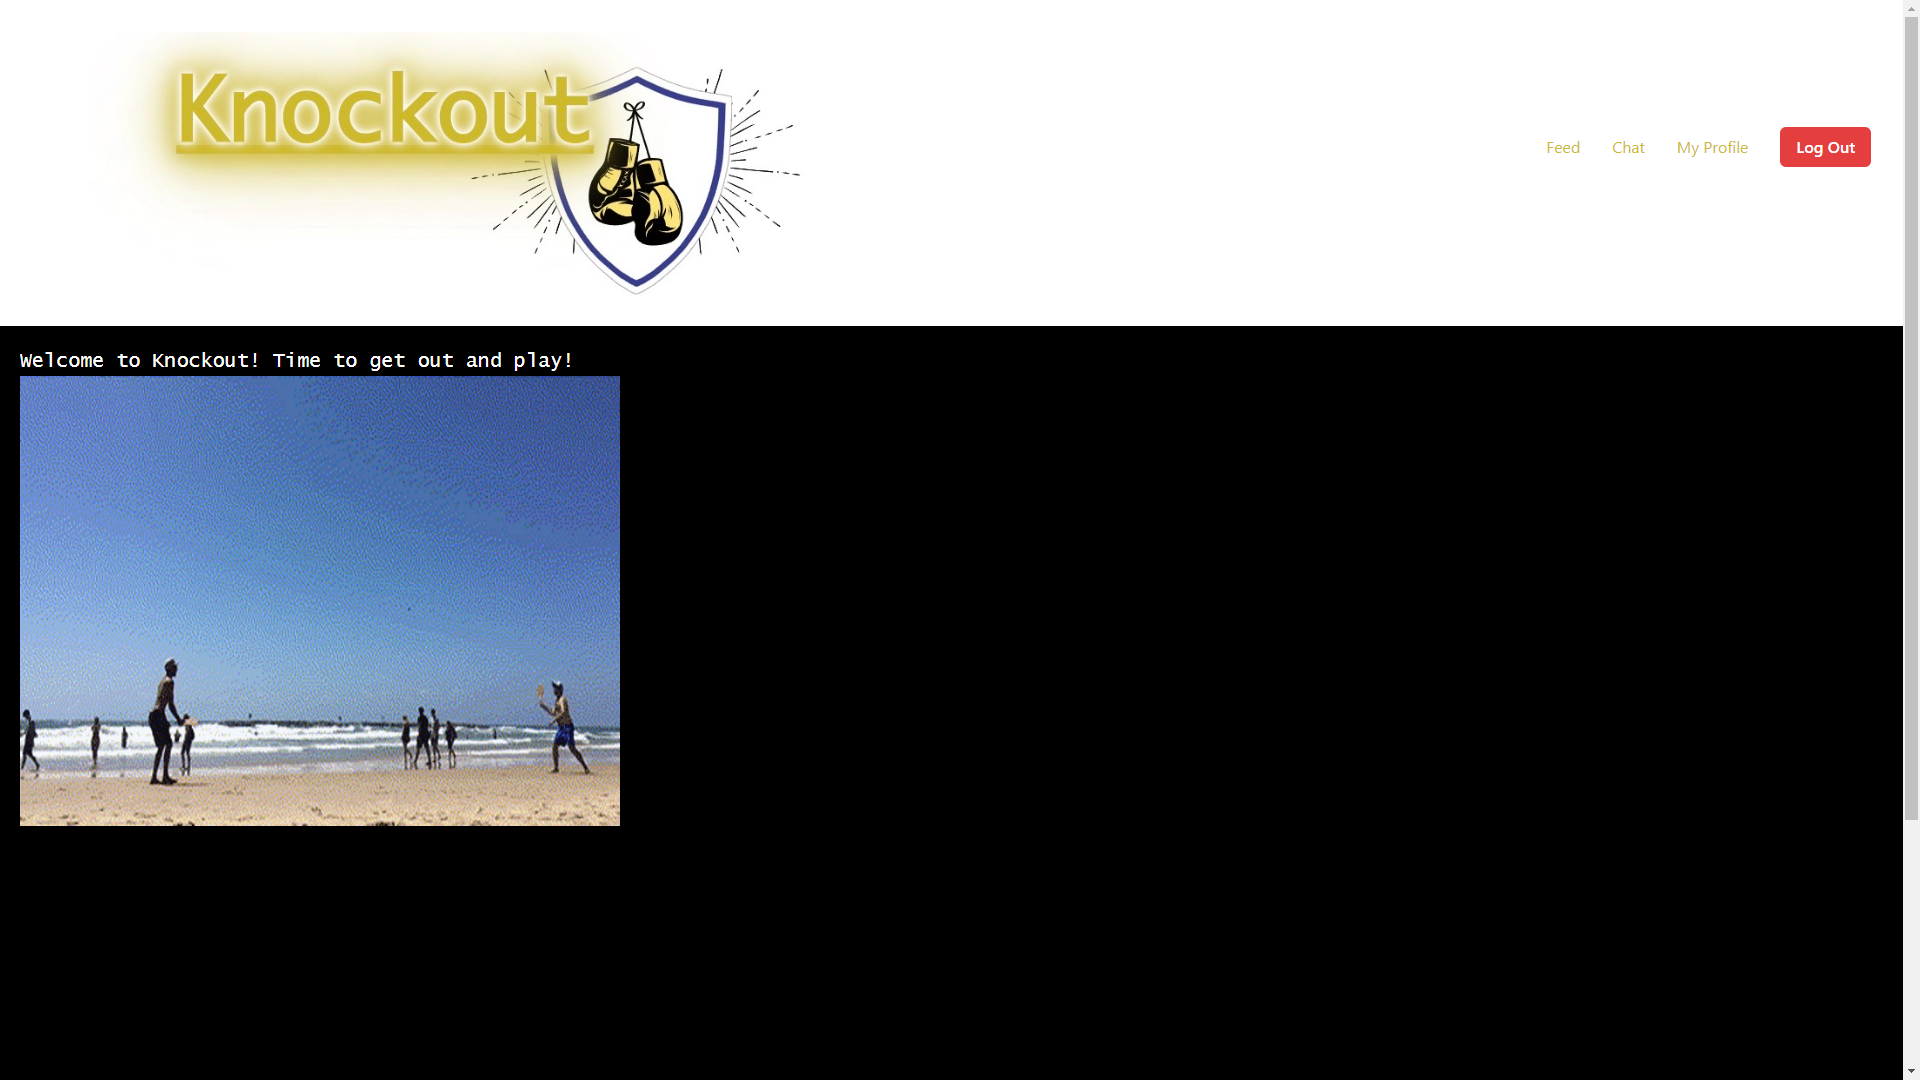 Knockout
Feed
Chat
My Profile
Log Out
Welcome to Knockout! Time to get out and play!